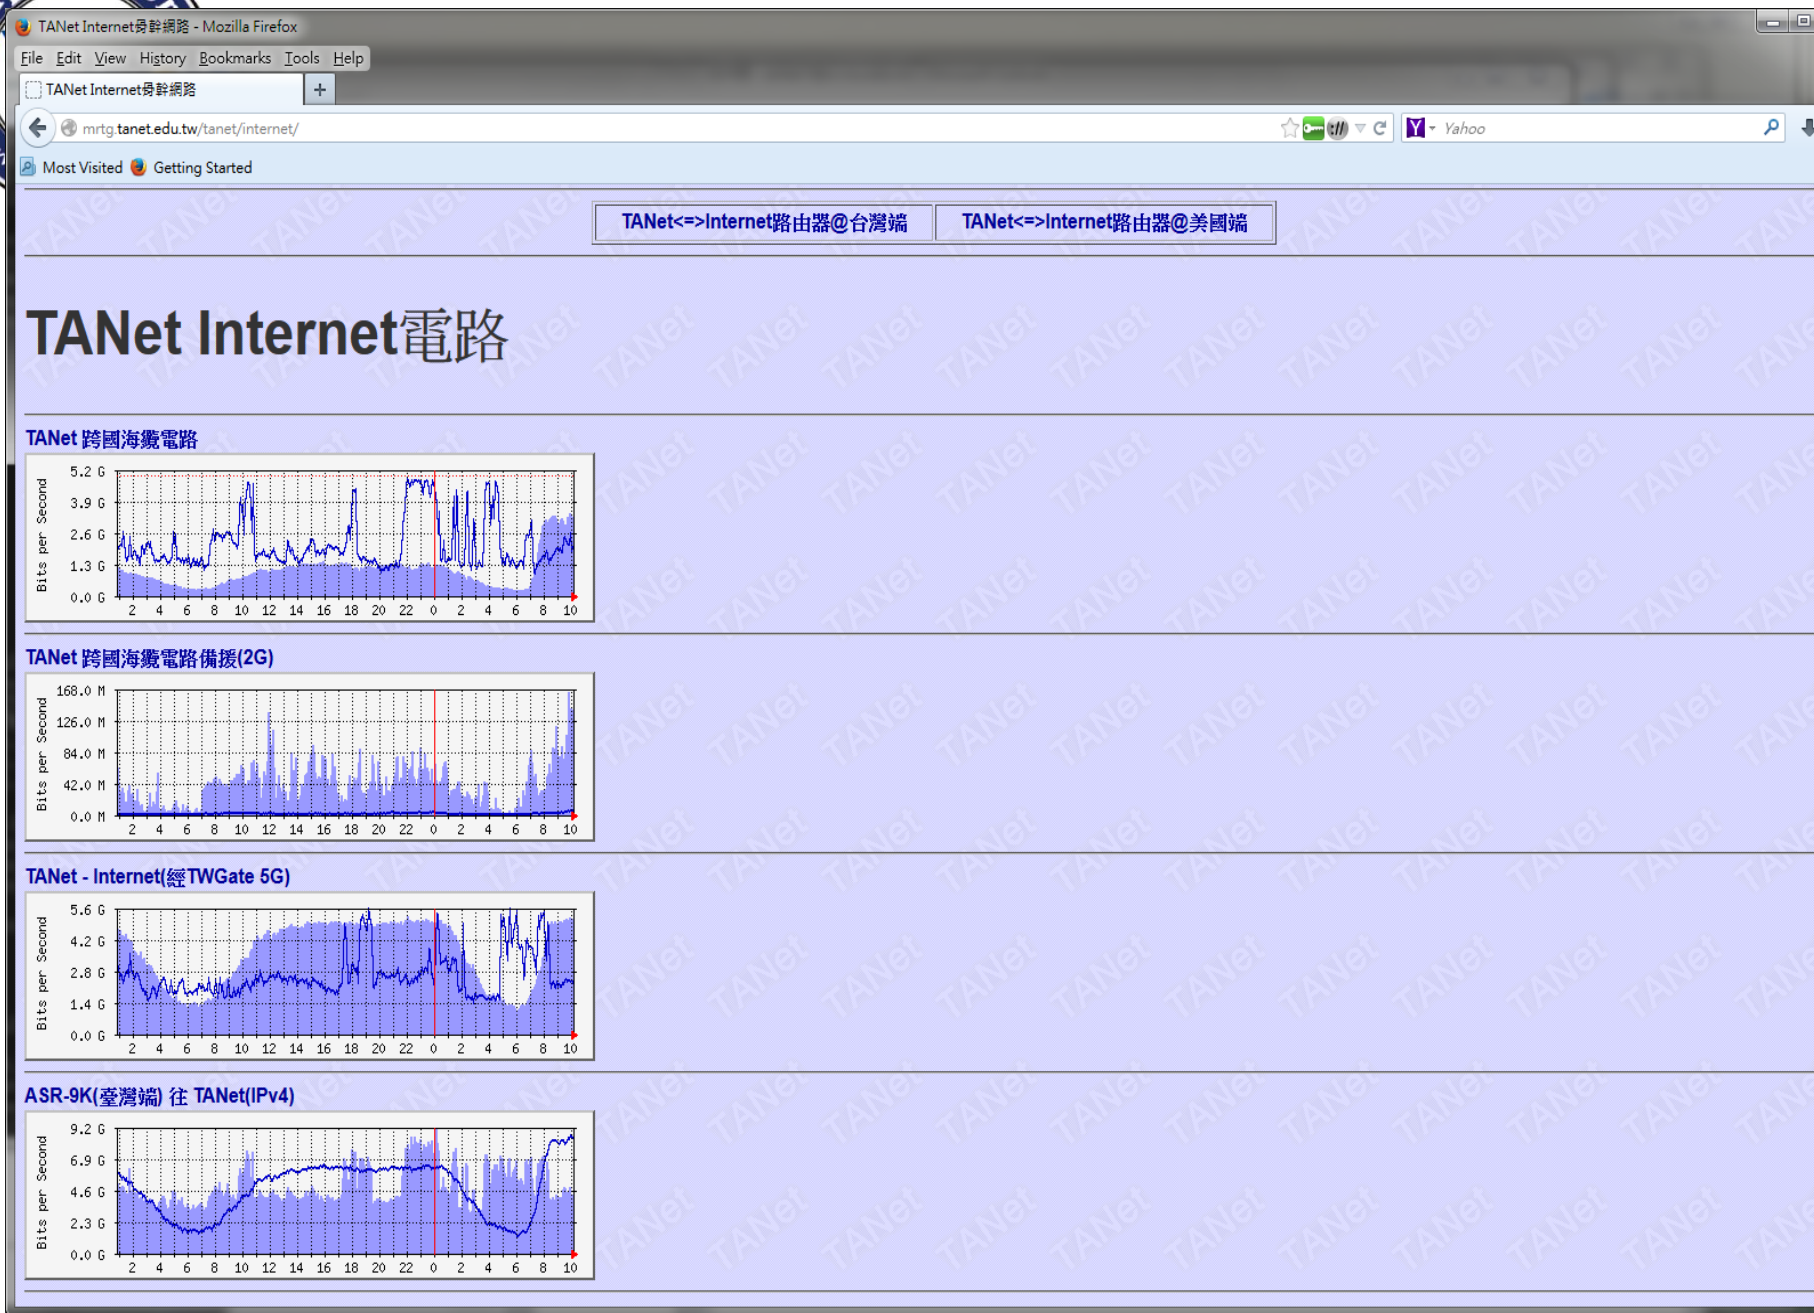 TANet Internet骨幹網路 - Mozilla Firefox
File Edit View History Bookmarks Tools Help
TANet Internet骨幹網路 +
mrtg.tanet.edu.tw/tanet/internet/ Yahoo
Most Visited Getting Started
TANet<=>Internet路由器@台灣端 TANet<=>Internet路由器@美國端
TANet Internet電路
TANet 跨國海纜電路
Bits per Second
5.2 G
3.9 G
2.6 G
1.3 G
0.0 G
2 4 6 8 10 12 14 16 18 20 22 0 2 4 6 8 10
TANet 跨國海纜電路備援(2G)
Bits per Second
168.0 M
126.0 M
84.0 M
42.0 M
0.0 M
2 4 6 8 10 12 14 16 18 20 22 0 2 4 6 8 10
TANet - Internet(經TWGate 5G)
Bits per Second
5.6 G
4.2 G
2.8 G
1.4 G
0.0 G
2 4 6 8 10 12 14 16 18 20 22 0 2 4 6 8 10
ASR-9K(臺灣端) 往 TANet(IPv4)
Bits per Second
9.2 G
6.9 G
4.6 G
2.3 G
0.0 G
2 4 6 8 10 12 14 16 18 20 22 0 2 4 6 8 10